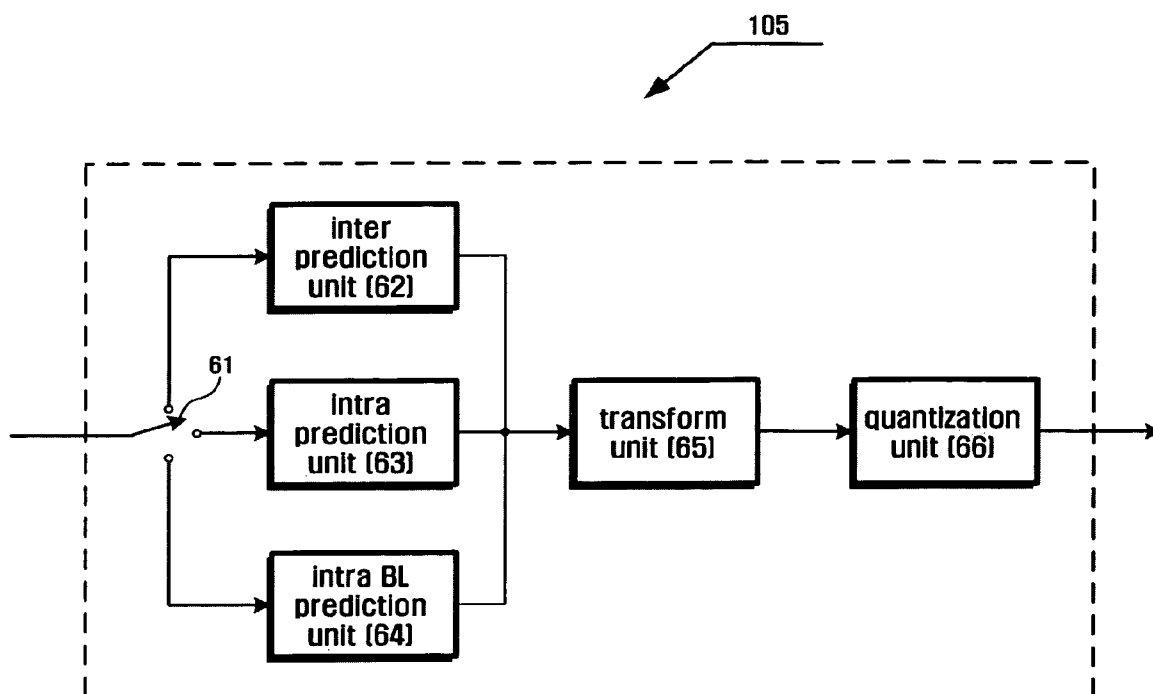 105
inter
prediction
unit (62)
61
intra
prediction
unit (63)
transform
unit (65)
quantization
unit (66)
intra BL
prediction
unit (64)